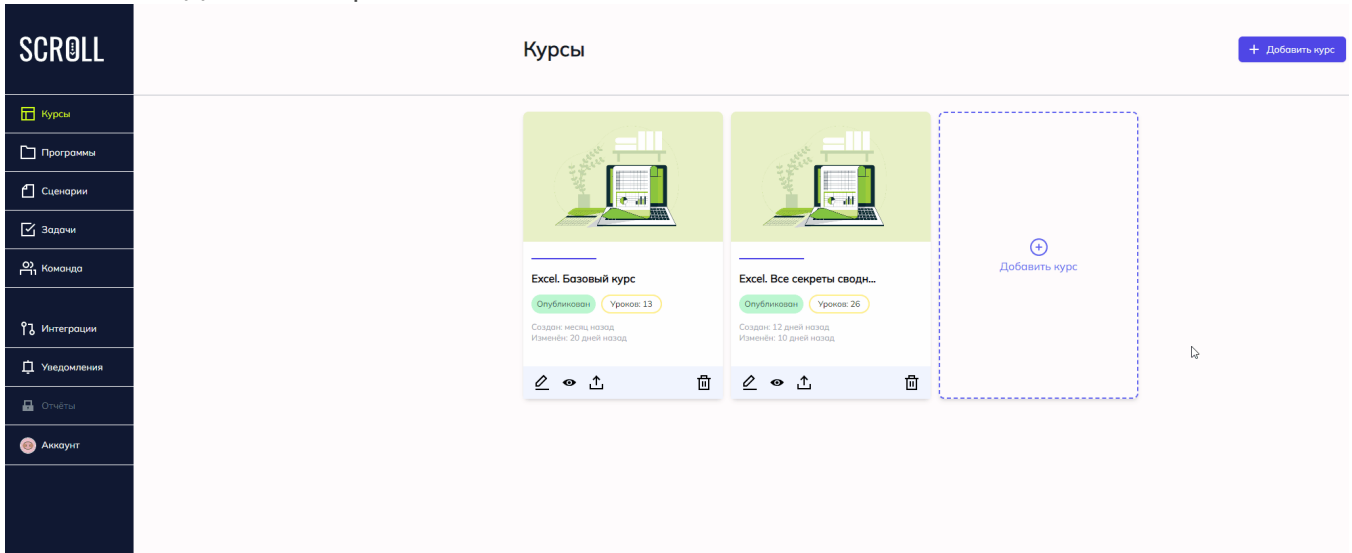 SCROLL
Курсы
Добавить курс
Курсы
Программы
Сценарии
Задачи
Команда
Интеграции
Уведомления
Отчёты
Аккаунт
Excel. Базовый курс
Опубликован Уроков: 13
Создан: месяц назад
Изменён: 20 дней назад
Excel. Все секреты сводн...
Опубликован Уроков: 26
Создан: 12 дней назад
Изменён: 10 дней назад
Добавить курс